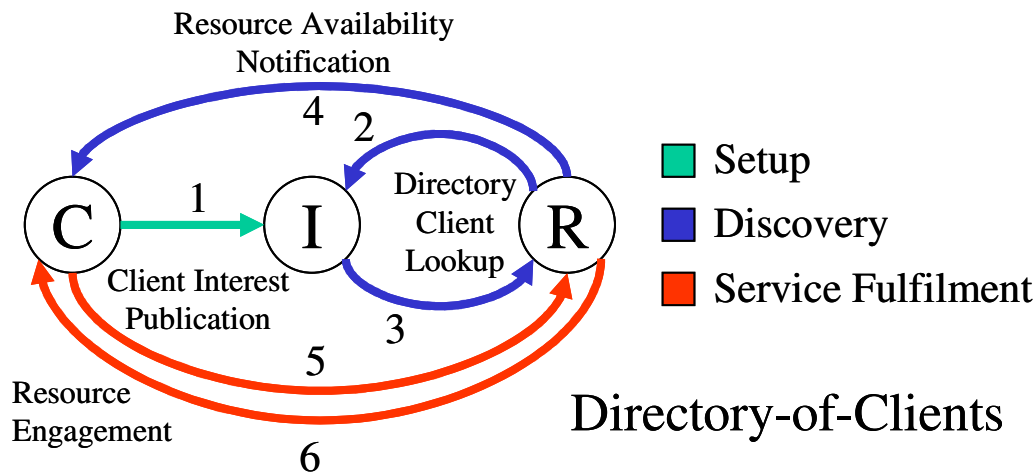 Resource Availability
Notification
4
2
Setup
Directory
Client
Lookup
1
C
I
R
Discovery
Client Interest
Publication
Service Fulfilment
3
5
Resource
Engagement
6
Directory-of-Clients